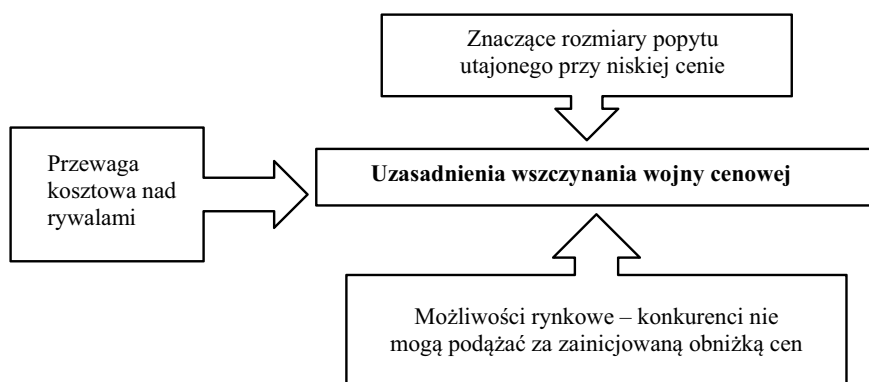 Znaczące rozmiary popytu
utajonego przy niskiej cenie
Przewaga
kosztowa nad
rywalami
Uzasadnienia wszczynania wojny cenowej
Możliwości rynkowe – konkurenci nie
mogą podążać za zainicjowaną obniżką cen